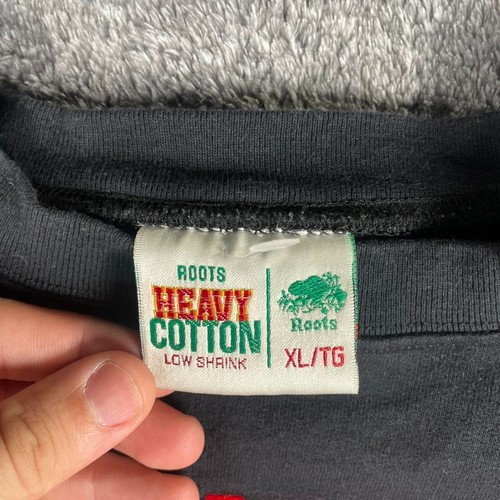 ROOTS
HEAVY
COTTON
LOW SHRINK
Roots
XL/TG